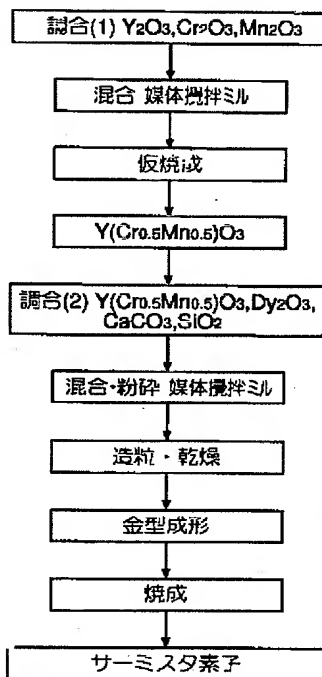 調合(1) Y2O3,Cr2O3,Mn2O3
混合 媒体攪拌ミル
仮焼成
Y(Cr0.5Mn0.5)O3
調合(2) Y(Cr0.5Mn0.5)O3,Dy2O3,
CaCO3,SiO2
混合・粉砕 媒体攪拌ミル
造粒・乾燥
金型成形
焼成
サーミスタ素子